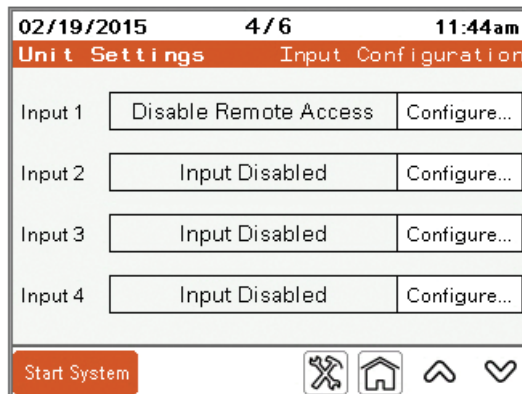 02/19/2015 4/6 11:44am
Unit Settings Input Configuration
Input 1 Disable Remote Access Configure...
Input 2 Input Disabled Configure...
Input 3 Input Disabled Configure...
Input 4 Input Disabled Configure...
Start System